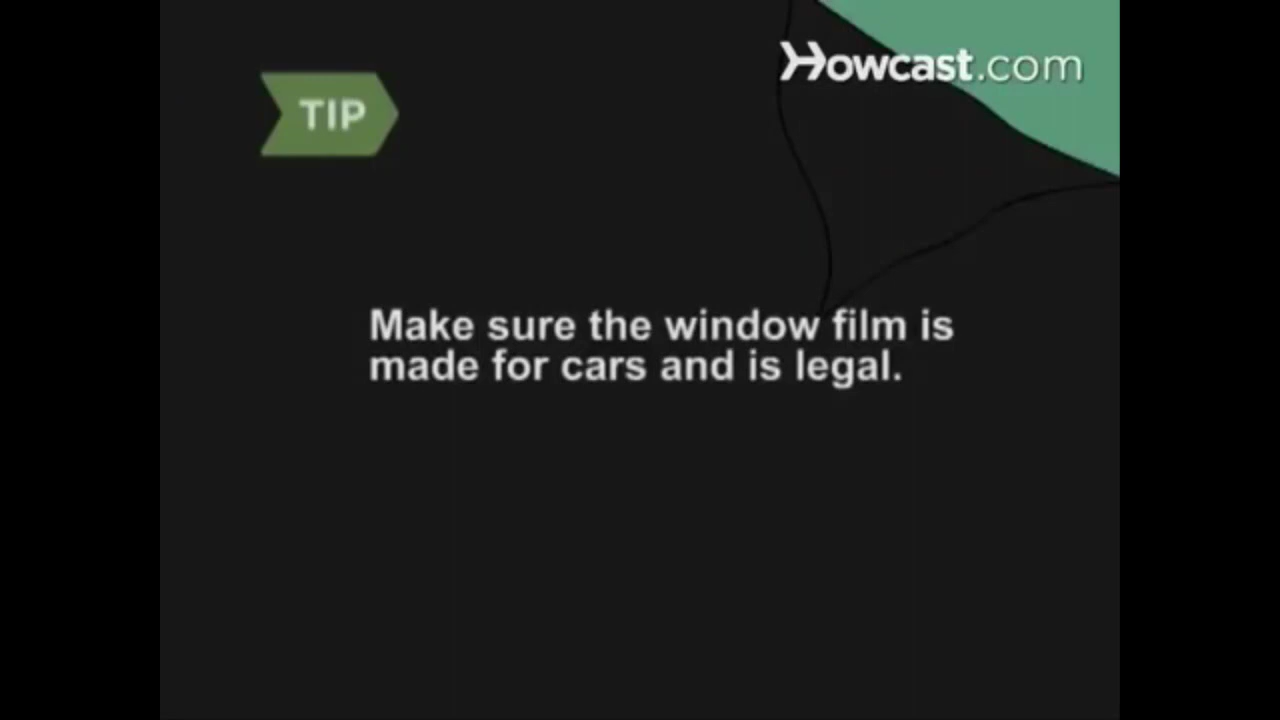 Howcast.com
TIP
Make sure the window film is
made for cars and is legal.